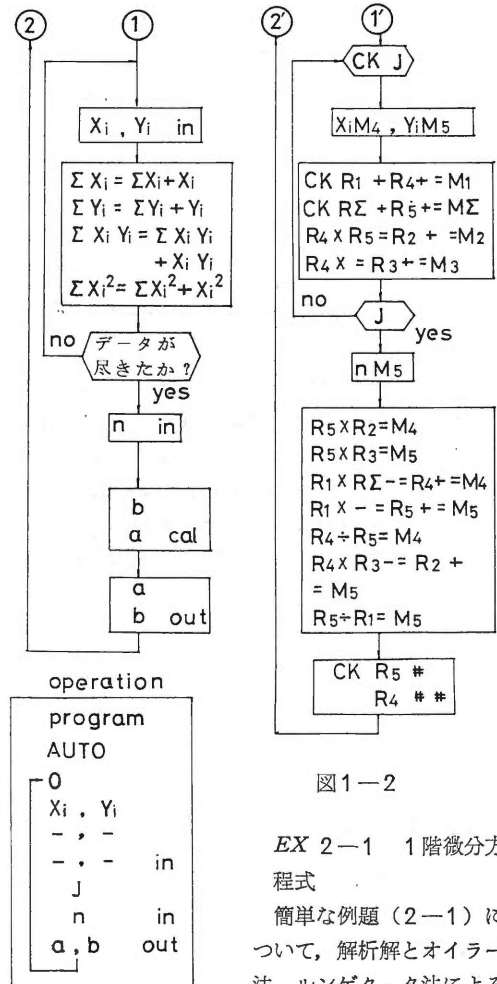 2
1
Xi , Yi in
Σ Xi = ΣXi+Xi
Σ Yi = ΣYi + Yi
Σ Xi Yi = Σ Xi Yi
+ Xi Yi
ΣXi²= ΣXi²+Xi²
no
データが
尽きたか?
yes
n in
b
a cal
a
b out
operation
program
AUTO
0
Xi , Yi
- , -
- , - in
J
n in
a , b out
2'
1'
CK J
XiM4 , YiM5
CK R1 +R4+ =M1
CK RΣ +R5+= MΣ
R4 X R5 = R2 + =M2
R4 X = R3+=M3
no
J
yes
n M5
R5 X R2= M4
R5 X R3=M5
R1 X RΣ-=R4+ =M4
R1 X - = R5 + = M5
R4÷R5= M4
R4X R3-= R2 +
= M5
R5÷R1= M5
CK R5 #
R4 # #
図1—2
EX 2—1 1階微分方
程式
簡単な例題(2—1)に
ついて,解析解とオイラー
法,ルンゲクッタ法による